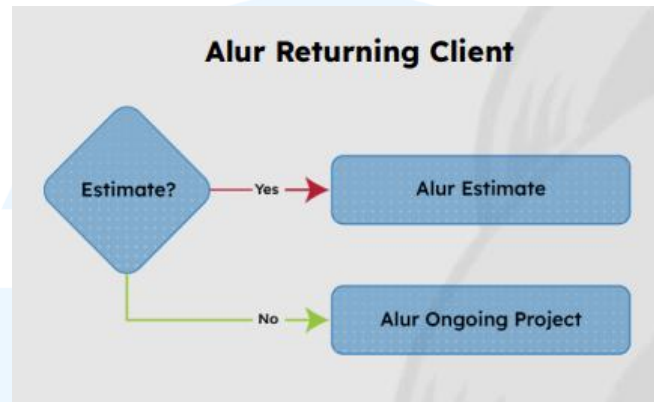 Alur Returning Client
Estimate?
Yes
Alur Estimate
No
Alur Ongoing Project